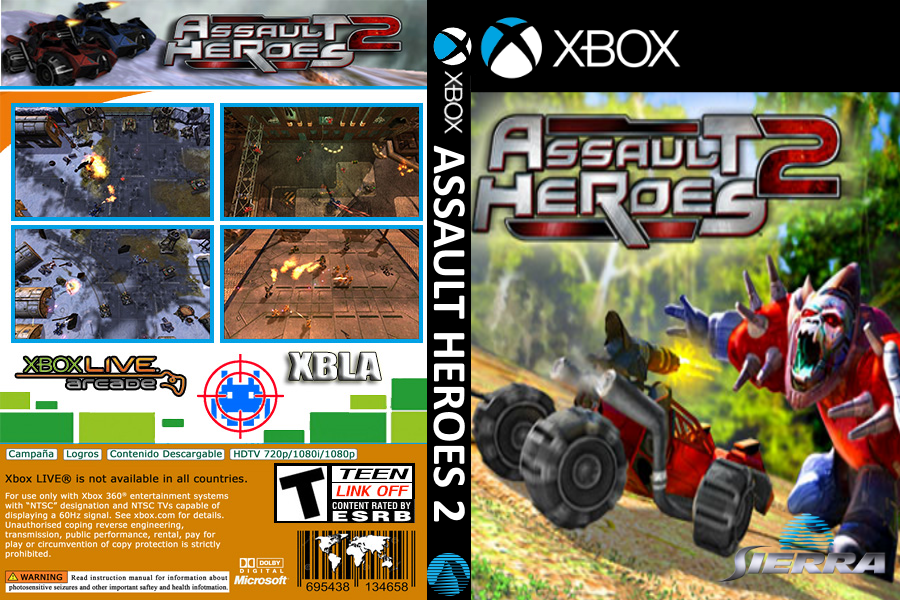 ASSAULT
HEROES 2
XBOX LIVE
arcade
XBLA
Campaña
Logros
Contenido Descargable
HDTV 720p/1080i/1080p
Xbox LIVE® is not available in all countries.
For use only with Xbox 360® entertainment systems
with “NTSC” designation and NTSC TVs capable of
displaying a 60Hz signal. See xbox.com for details.
Unauthorised coping reverse engineering,
transmission, public performance, rental, pay for
play or circumvention of copy protection is strictly
prohibited.
WARNING Read instruction manual for information about
photosensitive seizures and other important saftey and health infotmation.
T
TEEN
LINK OFF
CONTENT RATED BY
ESRB
DOLBY
DIGITAL
Microsoft
695438 134658
XBOX
ASSAULT HEROES 2
XBOX
ASSAULT
HEROES 2
SIERRA